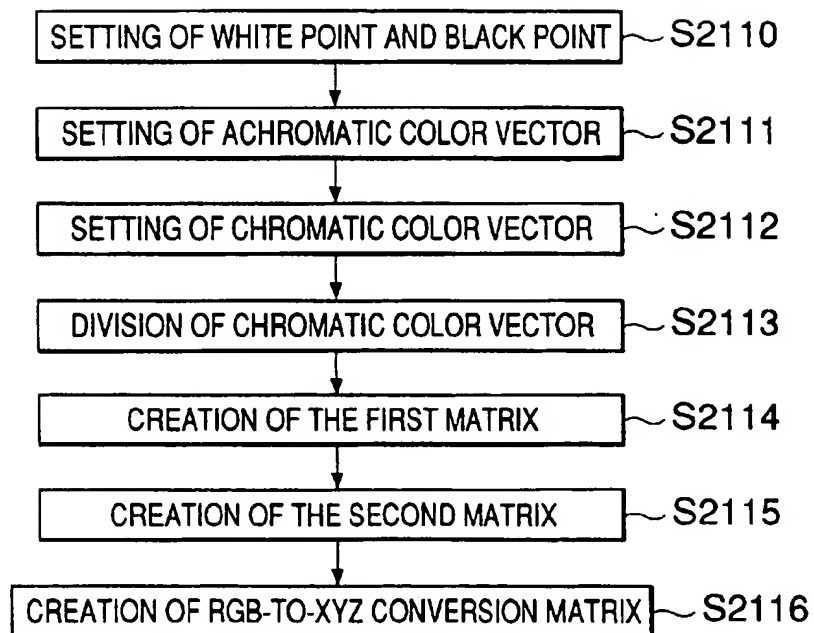 SETTING OF WHITE POINT AND BLACK POINT S2110
SETTING OF ACHROMATIC COLOR VECTOR S2111
SETTING OF CHROMATIC COLOR VECTOR S2112
DIVISION OF CHROMATIC COLOR VECTOR S2113
CREATION OF THE FIRST MATRIX S2114
CREATION OF THE SECOND MATRIX S2115
CREATION OF RGB-TO-XYZ CONVERSION MATRIX S2116